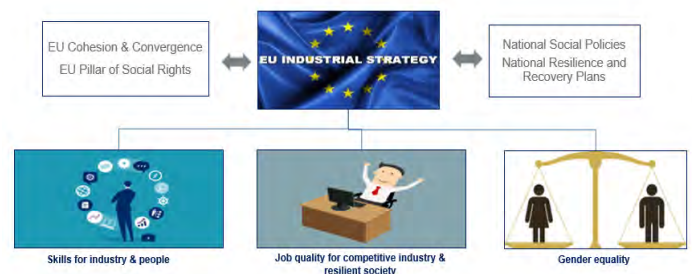 EU Cohesion & Convergence
EU Pillar of Social Rights
EU INDUSTRIAL STRATEGY
National Social Policies
National Resilience and
Recovery Plans
Skills for industry & people
Job quality for competitive industry &
resilient society
Gender equality